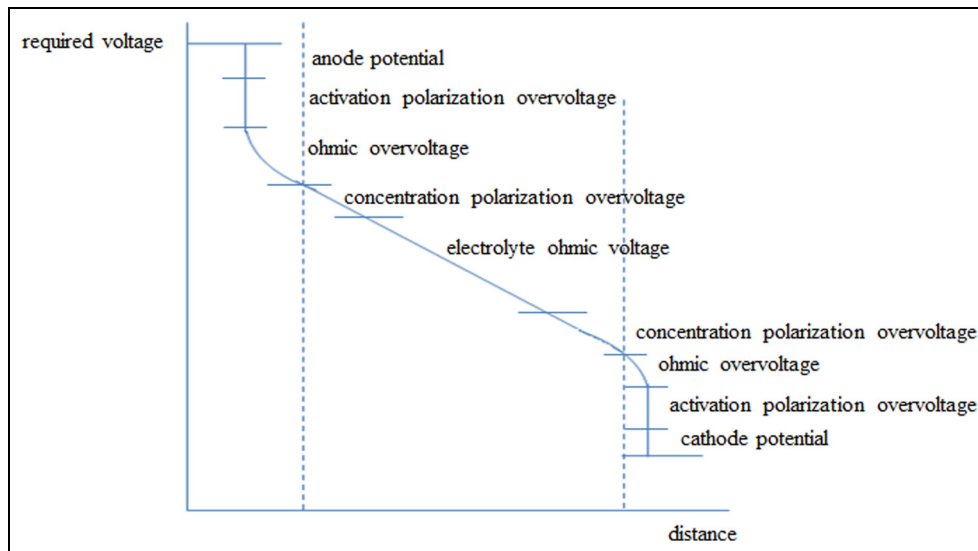 required voltage
anode potential
activation polarization overvoltage
ohmic overvoltage
concentration polarization overvoltage
electrolyte ohmic voltage
concentration polarization overvoltage
ohmic overvoltage
activation polarization overvoltage
cathode potential
distance